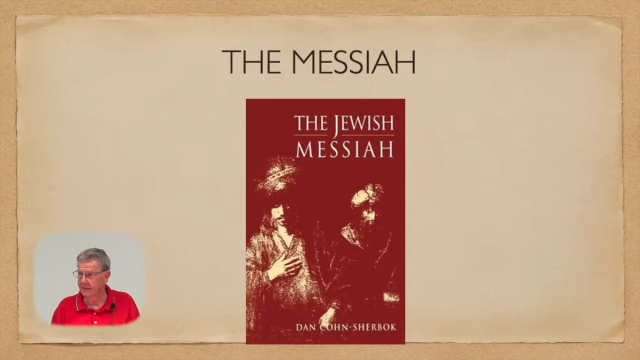 THE MESSIAH
THE JEWISH
MESSIAH
DAN COHN-SHERBOK